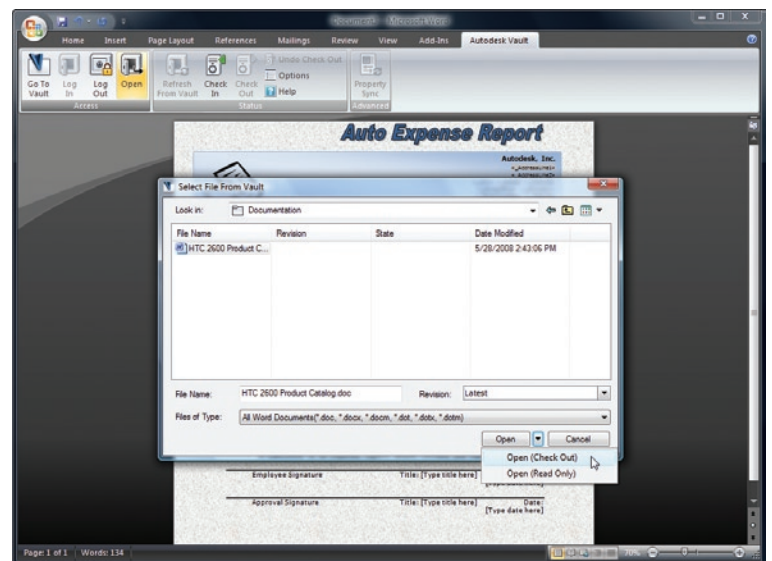 Document1 - Microsoft Word
Home Insert Page Layout References Mailings Review View Add-Ins Autodesk Vault
Go To Vault
Log In
Log Out
Open
Refresh From Vault
Check In
Check Out
Undo Check Out
Options
Help
Property Sync
Access Status Advanced
Auto Expense Report
Autodesk, Inc.
Select File From Vault
Look in: Documentation
File Name Revision State Date Modified
HTC 2600 Product C... 5/28/2008 2:43:06 PM
File Name: HTC 2600 Product Catalog.doc Revision: Latest
Files of Type: All Word Documents(*.doc, *.docx, *.docm, *.dot, *.dotx, *.dotm)
Open Cancel
Open (Check Out)
Open (Read Only)
Employee Signature Title: [Type title here]
Approval Signature Title: [Type title here] Date:
[Type date here]
Page: 1 of 1 Words: 134 70%